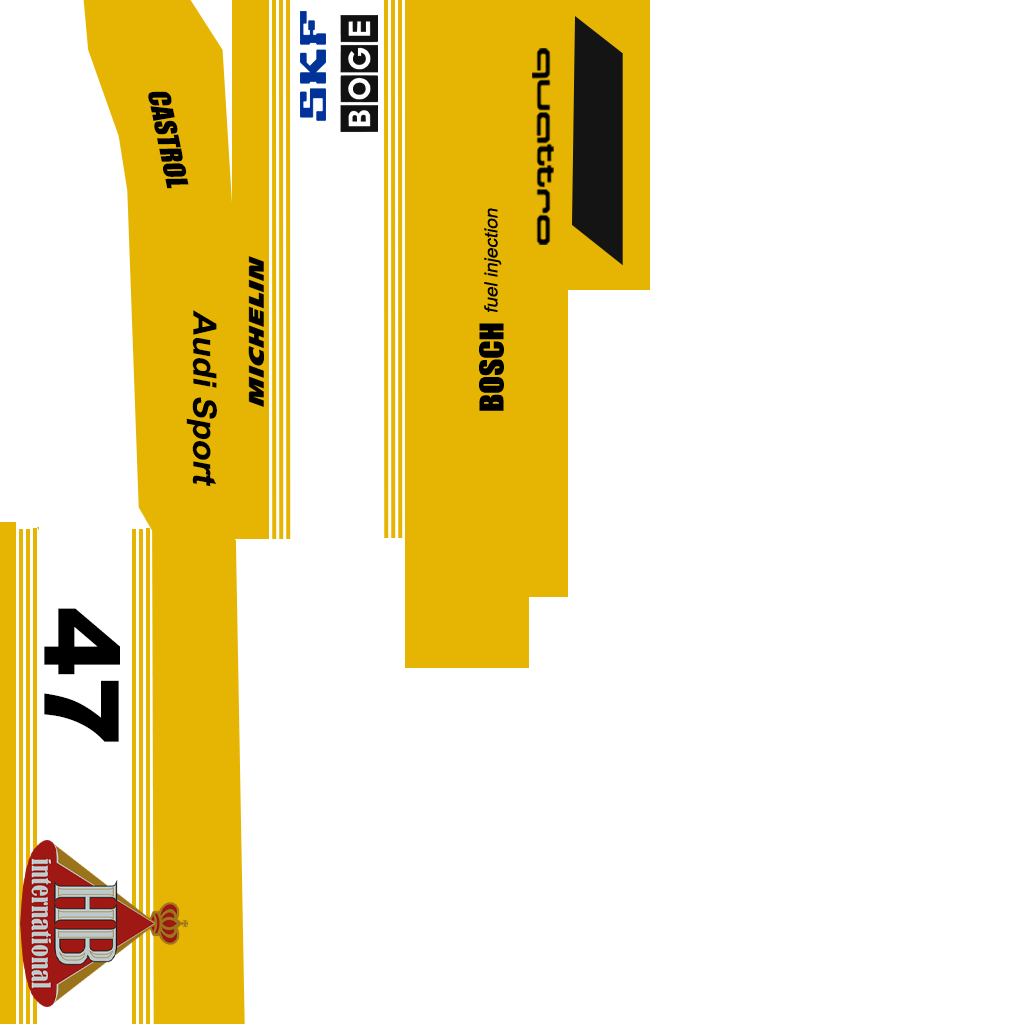 SKF
BOGE
quattro
CASTROL
fuel injection
BOSCH
MICHELIN
Audi Sport
47
HB
international